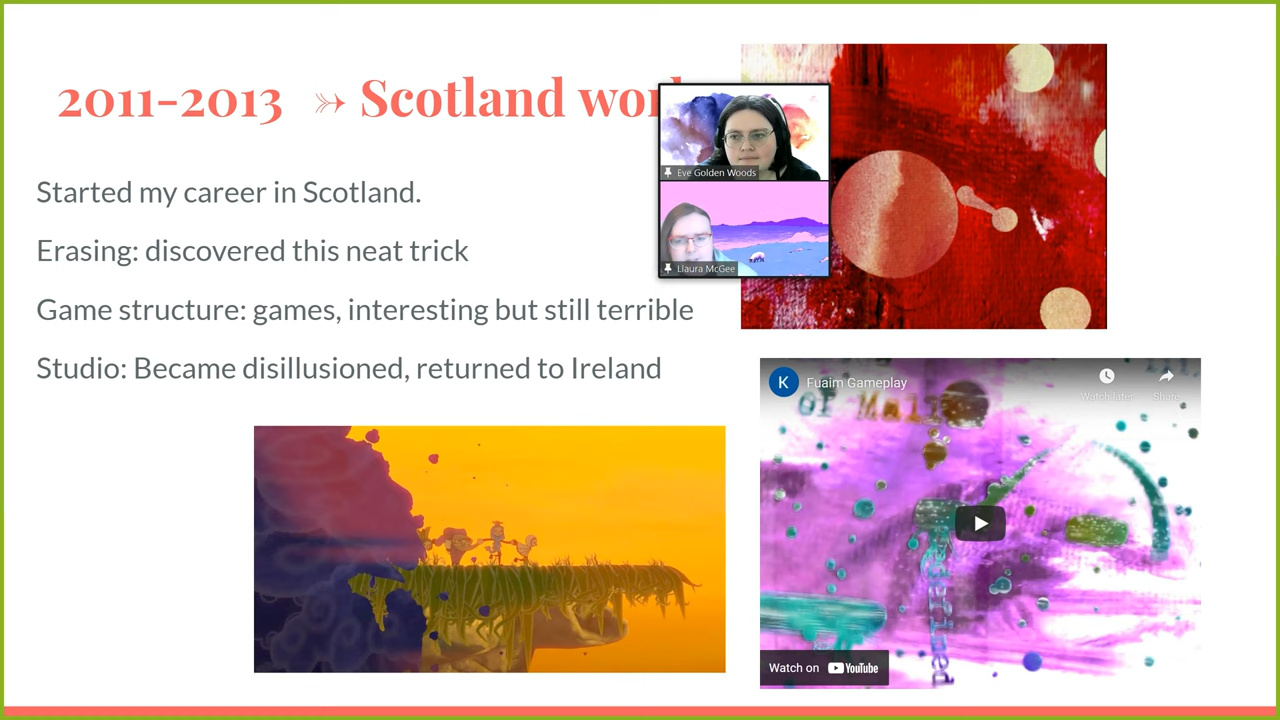 2011-2013 ➳ Scotland wor
Eve Golden Woods
Llaura McGee
Started my career in Scotland.
Erasing: discovered this neat trick
Game structure: games, interesting but still terrible
Studio: Became disillusioned, returned to Ireland
K Fuaim Gameplay
Watch later
Share
Of Mall
Watch on YouTube